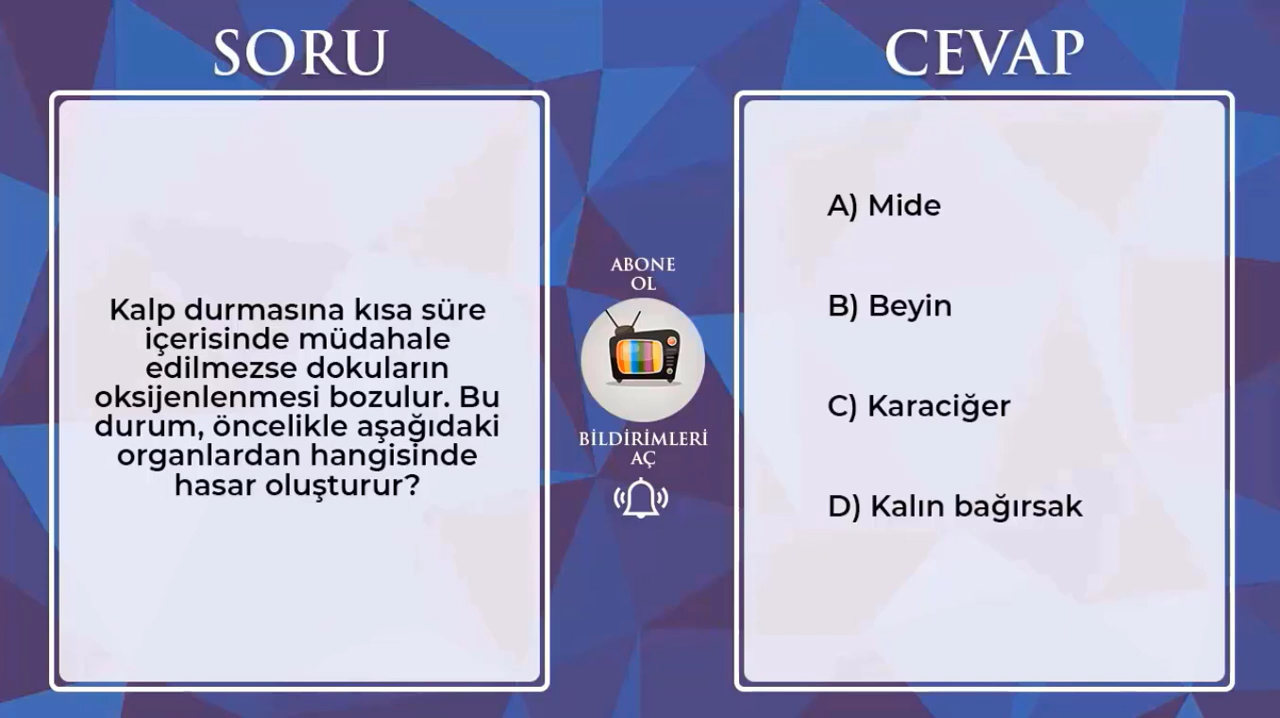 SORU
Kalp durmasına kısa süre
içerisinde müdahale
edilmezse dokuların
oksijenlenmesi bozulur. Bu
durum, öncelikle aşağıdaki
organlardan hangisinde
hasar oluşturur?
ABONE
OL
BİLDİRİMLERİ
AÇ
CEVAP
A) Mide
B) Beyin
C) Karaciğer
D) Kalın bağırsak